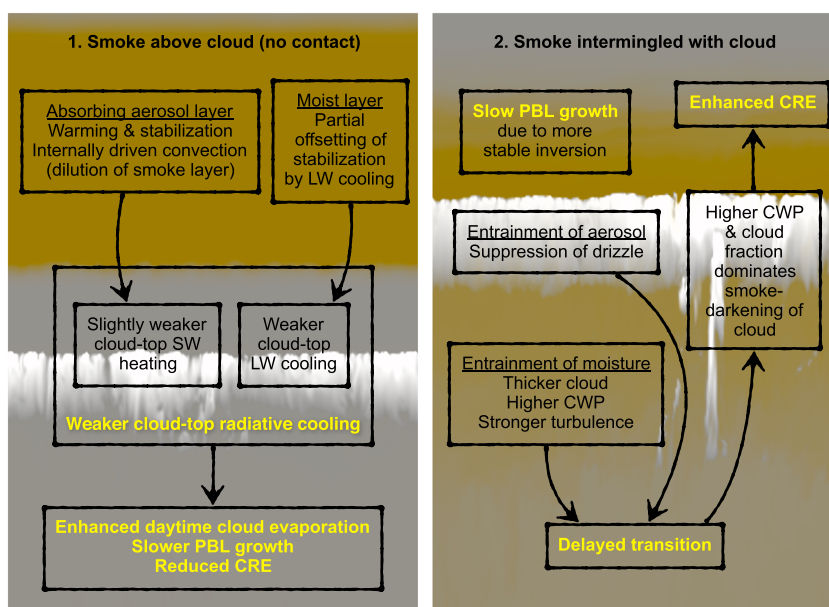 1. Smoke above cloud (no contact)
Absorbing aerosol layer
Warming & stabilization
Internally driven convection
(dilution of smoke layer)
Moist layer
Partial
offsetting of
stabilization
by LW cooling
Slightly weaker
cloud-top SW
heating
Weaker
cloud-top
LW cooling
Weaker cloud-top radiative cooling
Enhanced daytime cloud evaporation
Slower PBL growth
Reduced CRE
2. Smoke intermingled with cloud
Slow PBL growth
due to more
stable inversion
Enhanced CRE
Entrainment of aerosol
Suppression of drizzle
Higher CWP
& cloud
fraction
dominates
smoke-
darkening of
cloud
Entrainment of moisture
Thicker cloud
Higher CWP
Stronger turbulence
Delayed transition